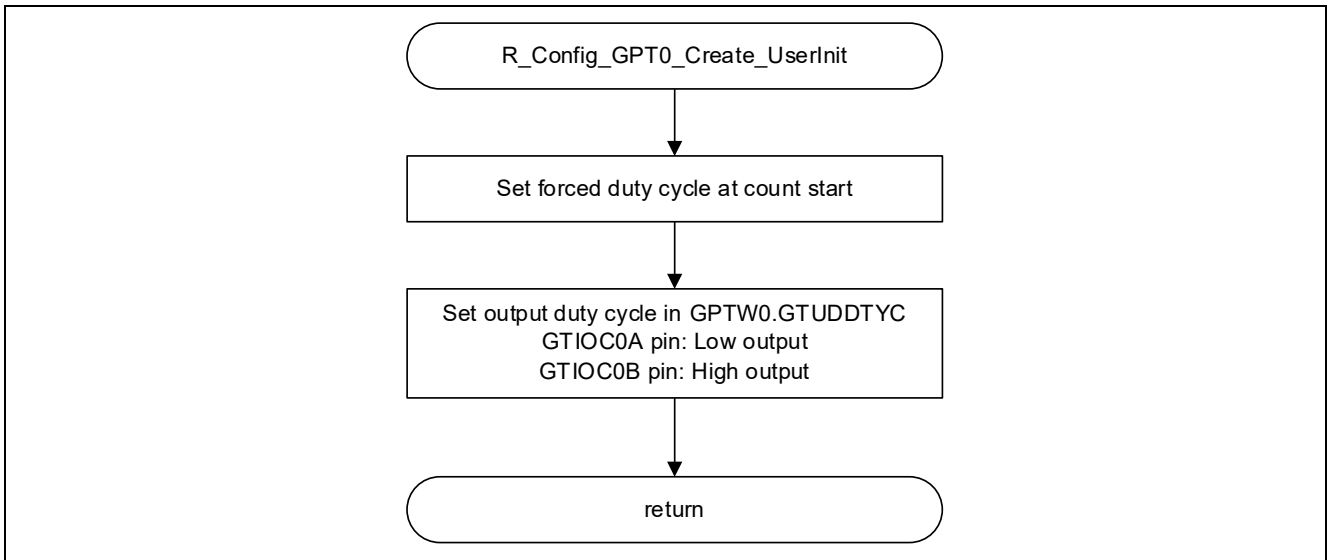 R_Config_GPT0_Create_UserInit
Set forced duty cycle at count start
Set output duty cycle in GPTW0.GTUDDTYC
GTIOC0A pin: Low output
GTIOC0B pin: High output
return